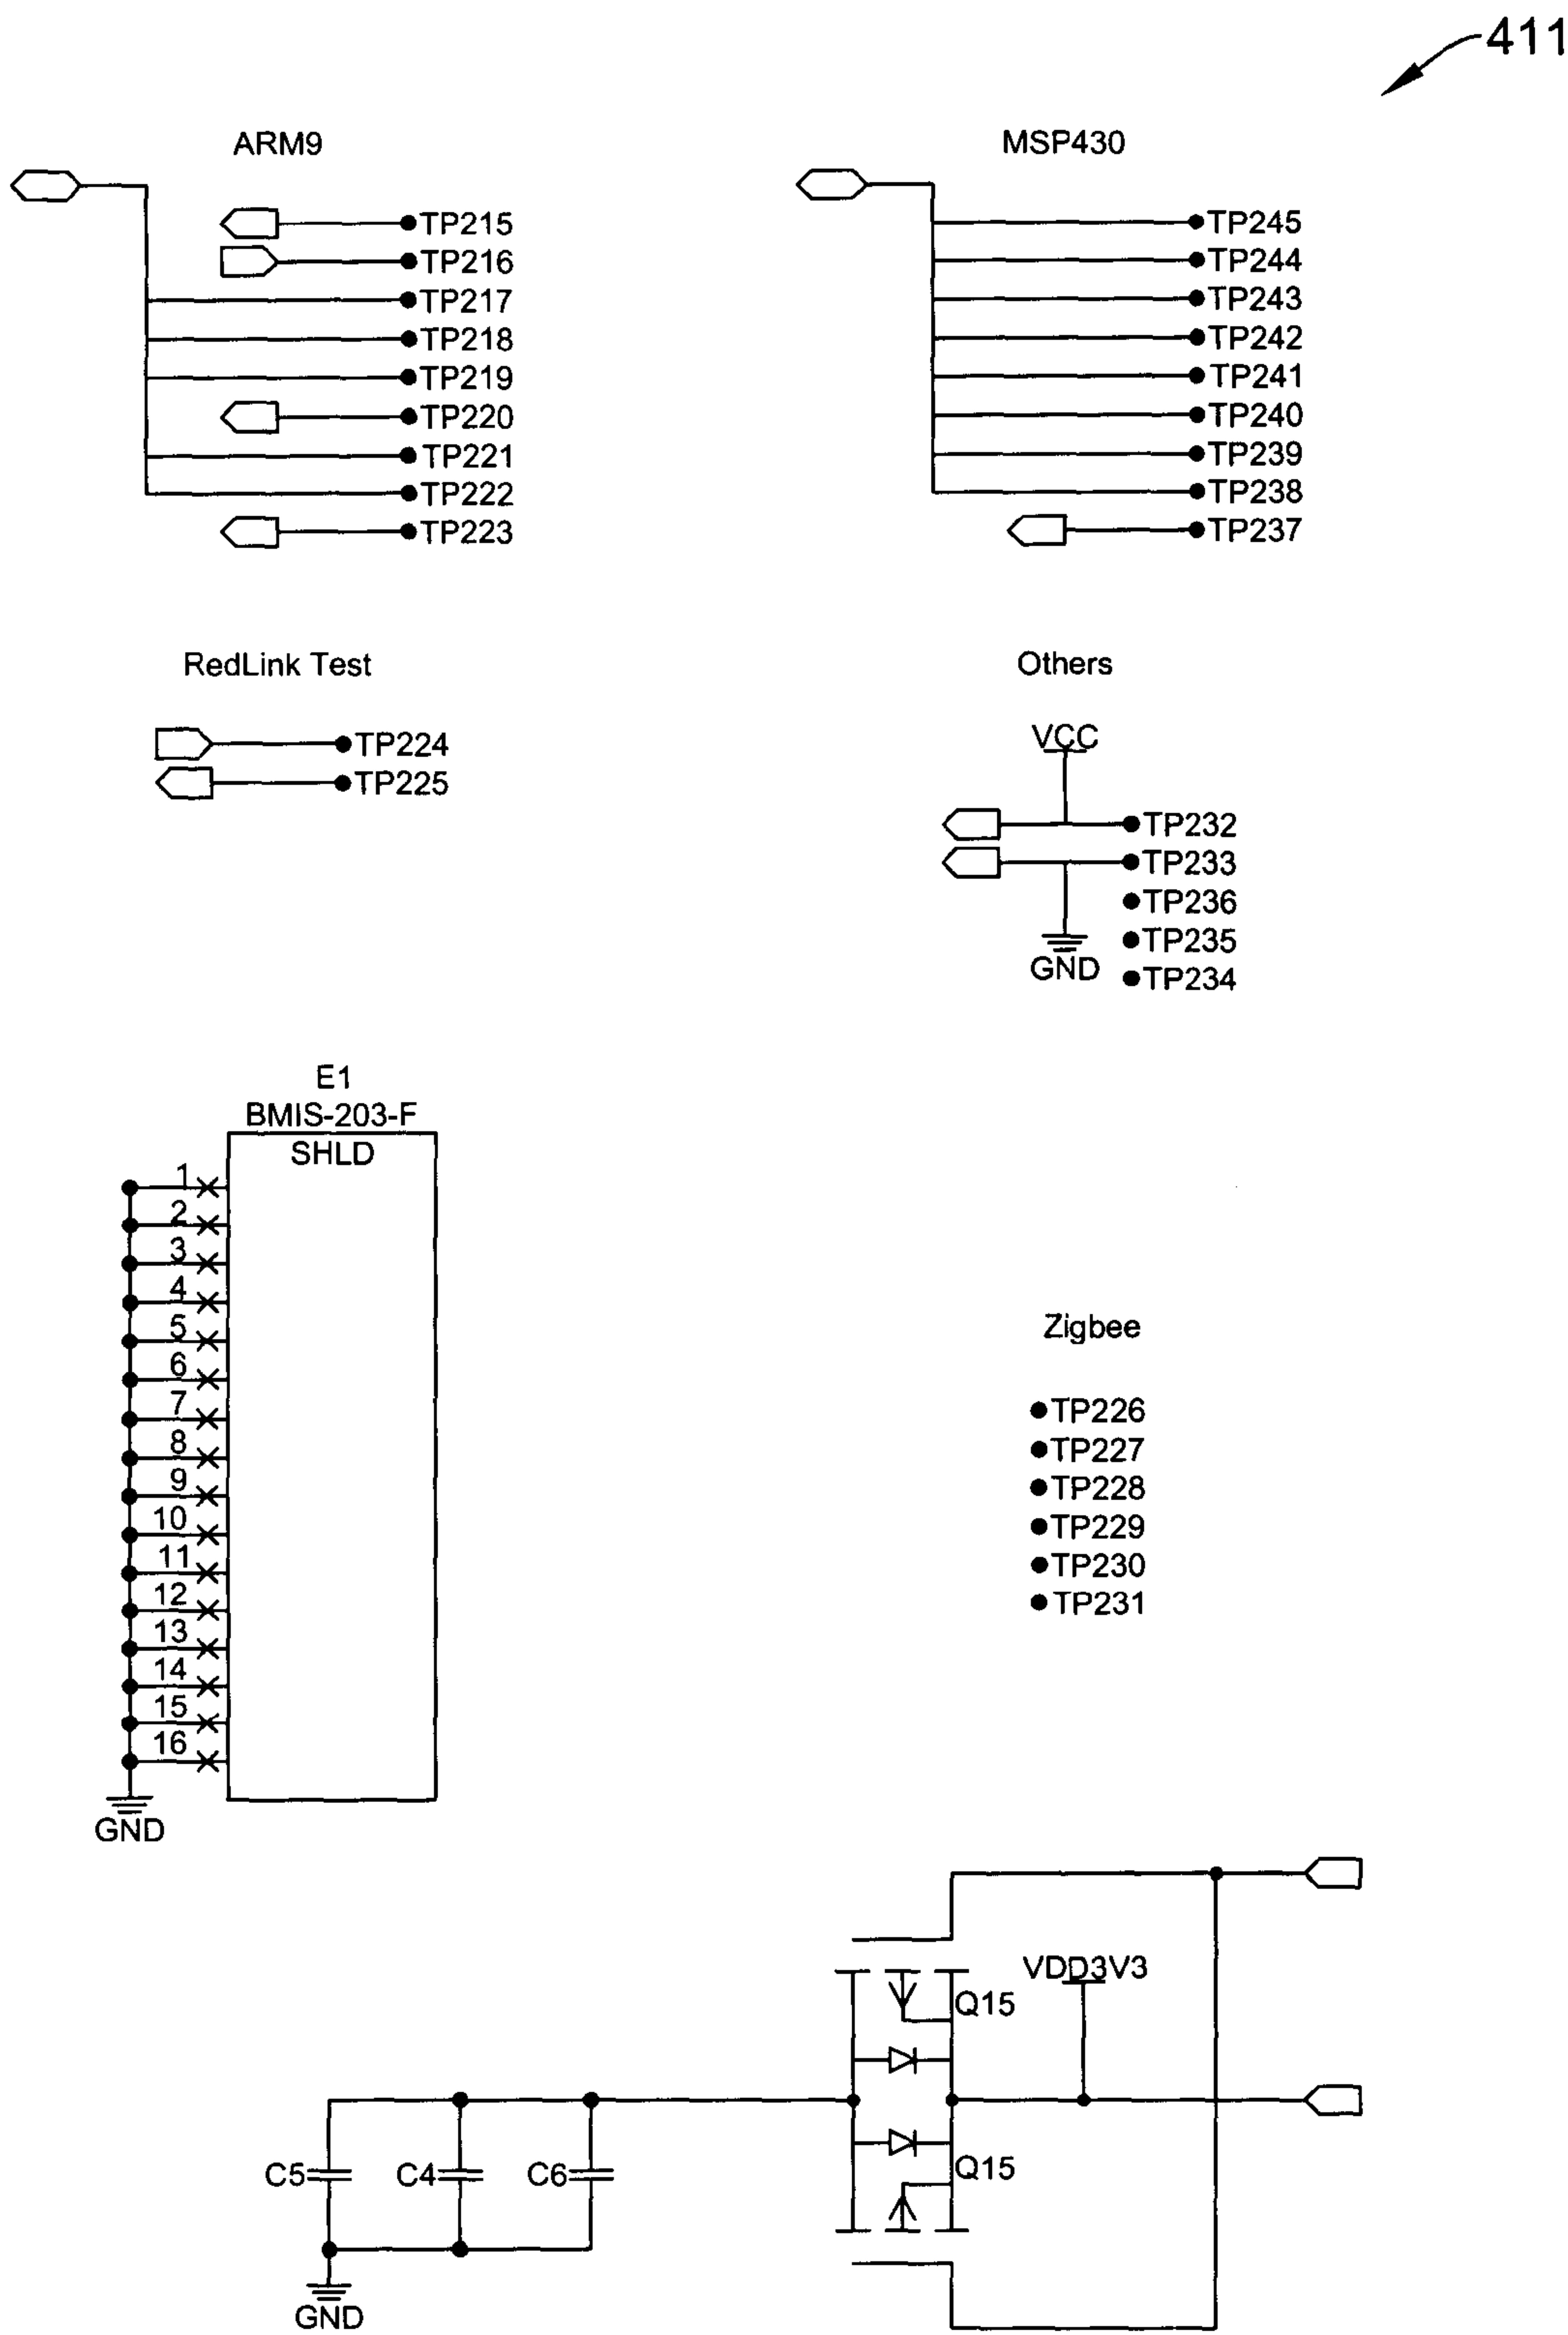 411
ARM9
TP215
TP216
TP217
TP218
TP219
TP220
TP221
TP222
TP223
MSP430
TP245
TP244
TP243
TP242
TP241
TP240
TP239
TP238
TP237
RedLink Test
TP224
TP225
Others
VCC
TP232
TP233
TP236
TP235
TP234
GND
E1
BMIS-203-F
SHLD
1
2
3
4
5
6
7
8
9
10
11
12
13
14
15
16
GND
Zigbee
TP226
TP227
TP228
TP229
TP230
TP231
VDD3V3
Q15
Q15
C5
C4
C6
GND